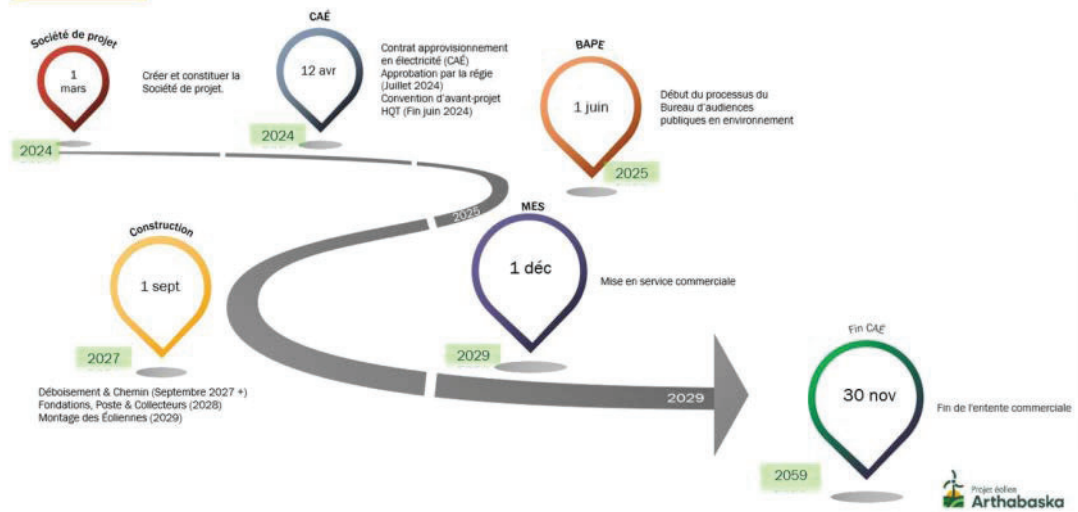 Société de projet
1
mars
2024
Créer et constituer la
Société de projet.
CAÉ
12 avr
2024
Contrat approvisionnement
en électricité (CAÉ)
Approbation par la régie
(Juillet 2024)
Convention d'avant-projet
HQT (Fin juin 2024)
BAPE
1 juin
2025
Début du processus du
Bureau d'audiences
publiques en environnement
2025
Construction
1 sept
2027
Déboisement & Chemin (Septembre 2027 +)
Fondations, Poste & Collecteurs (2028)
Montage des Éoliennes (2029)
MES
1 déc
2029
Mise en service commerciale
2029
Fin CAE
30 nov
2059
Fin de l'entente commerciale
Projet éolien
Arthabaska